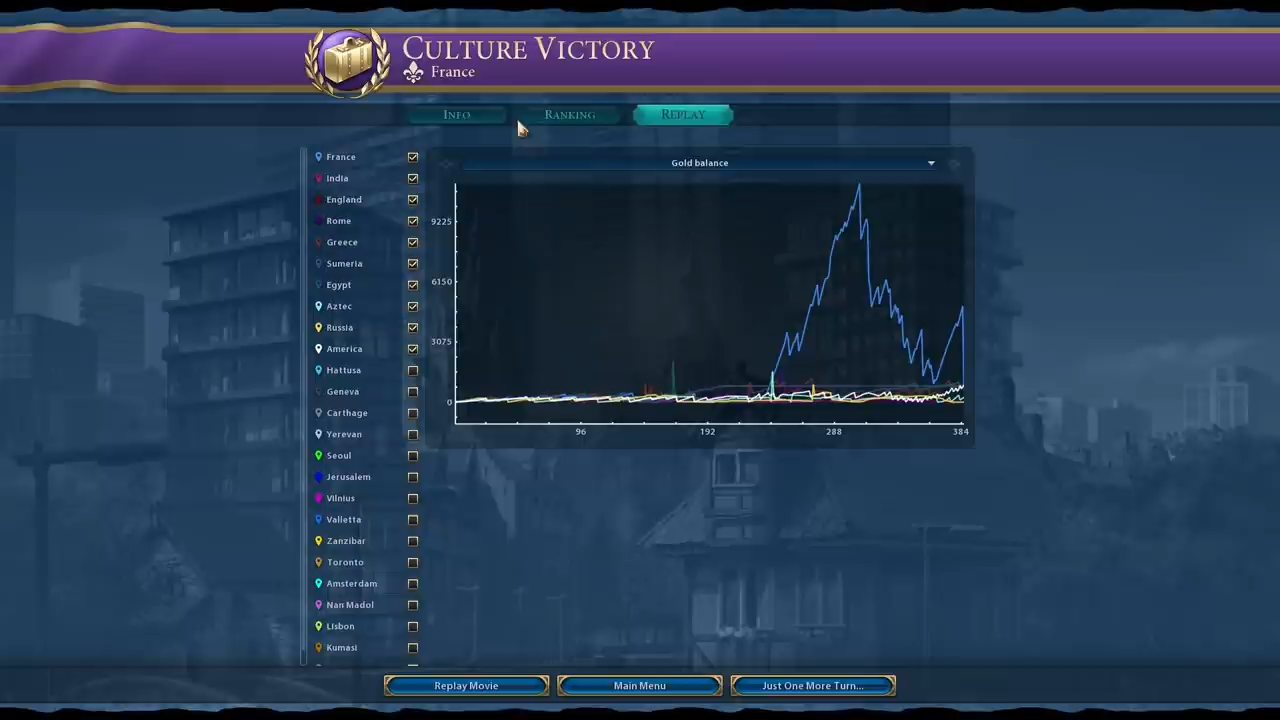 CULTURE VICTORY
France
INFO
RANKING
REPLAY
France
India
England
Rome
Greece
Sumeria
Egypt
Aztec
Russia
America
Hattusa
Geneva
Carthage
Yerevan
Seoul
Jerusalem
Vilnius
Valletta
Zanzibar
Toronto
Amsterdam
Nan Madol
Lisbon
Kumasi
Gold balance
9225
6150
3075
0
96
192
288
384
Replay Movie
Main Menu
Just One More Turn...